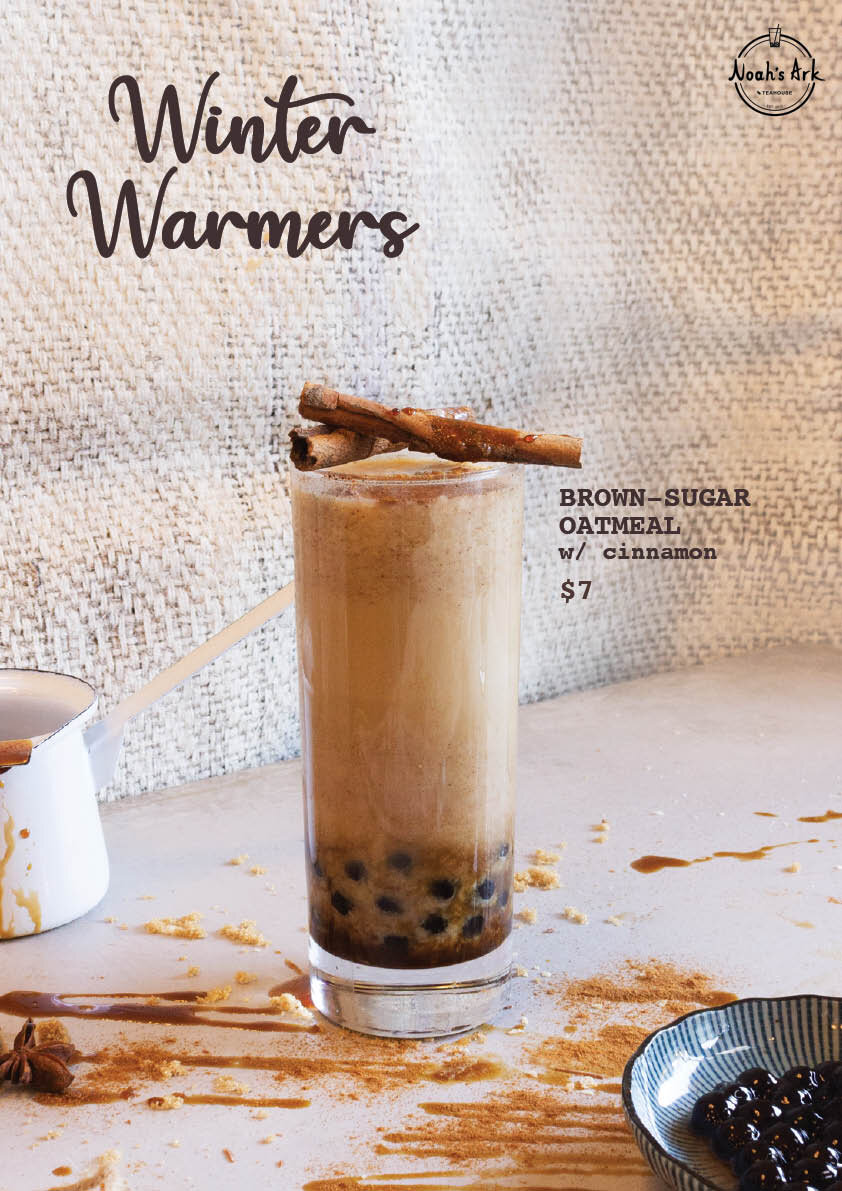 Noah's Ark
TEAHOUSE
Winter
Warmers
BROWN-SUGAR
OATMEAL
w/ cinnamon
$7